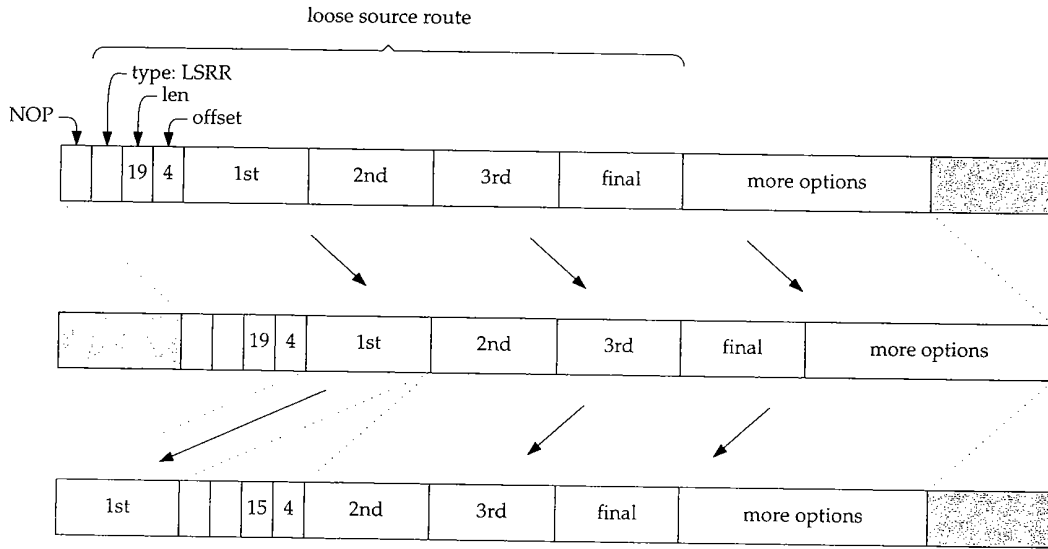 loose source route
type: LSRR
len
NOP
offset
19 4 1st 2nd 3rd final more options
19 4 1st 2nd 3rd final more options
1st 15 4 2nd 3rd final more options